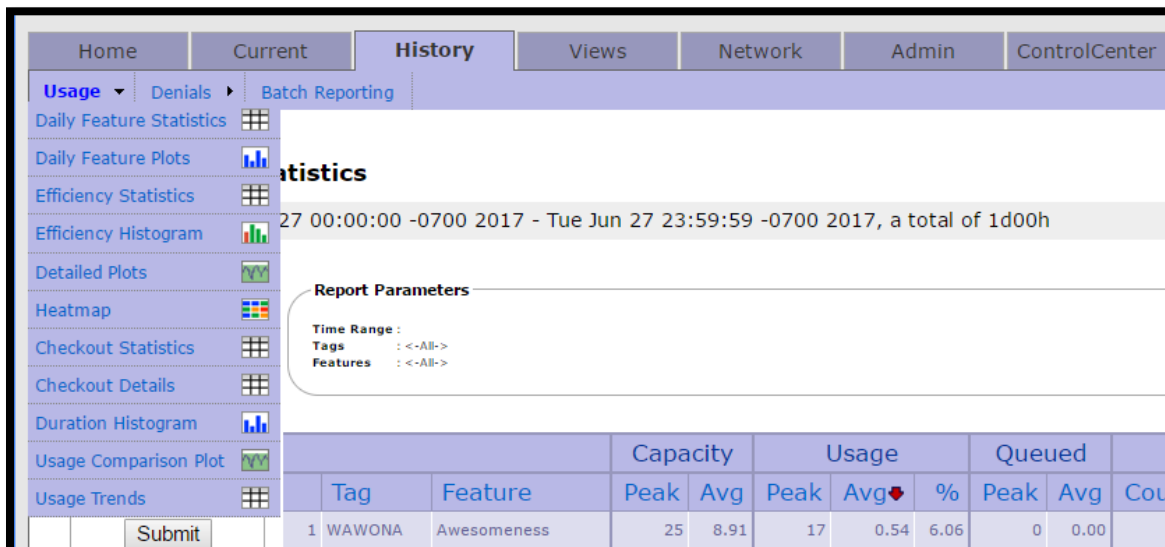 Home Current History Views Network Admin ControlCenter
Usage Denials Batch Reporting
Daily Feature Statistics
Daily Feature Plots
Efficiency Statistics
Efficiency Histogram
Detailed Plots
Heatmap
Checkout Statistics
Checkout Details
Duration Histogram
Usage Comparison Plot
Usage Trends
Submit
atistics
27 00:00:00 -0700 2017 - Tue Jun 27 23:59:59 -0700 2017, a total of 1d00h
Report Parameters
Time Range :
Tags : <-All->
Features : <-All->
Capacity Usage Queued
Tag Feature Peak Avg Peak Avg % Peak Avg Cou
1 WAWONA Awesomeness 25 8.91 17 0.54 6.06 0 0.00